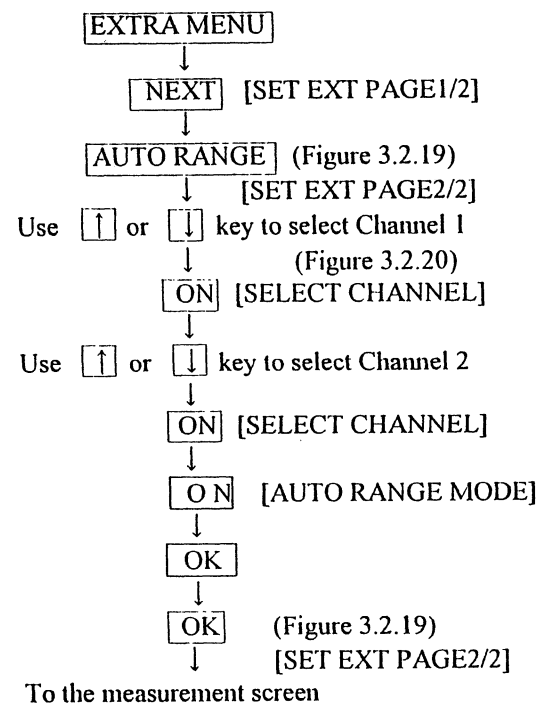 EXTRA MENU
↓
NEXT [SET EXT PAGE1/2]
↓
AUTO RANGE (Figure 3.2.19)
↓ [SET EXT PAGE2/2]
Use ↑ or ↓ key to select Channel 1
↓ (Figure 3.2.20)
ON [SELECT CHANNEL]
↓
Use ↑ or ↓ key to select Channel 2
↓
ON [SELECT CHANNEL]
↓
O N [AUTO RANGE MODE]
↓
OK
↓
OK (Figure 3.2.19)
↓ [SET EXT PAGE2/2]
To the measurement screen